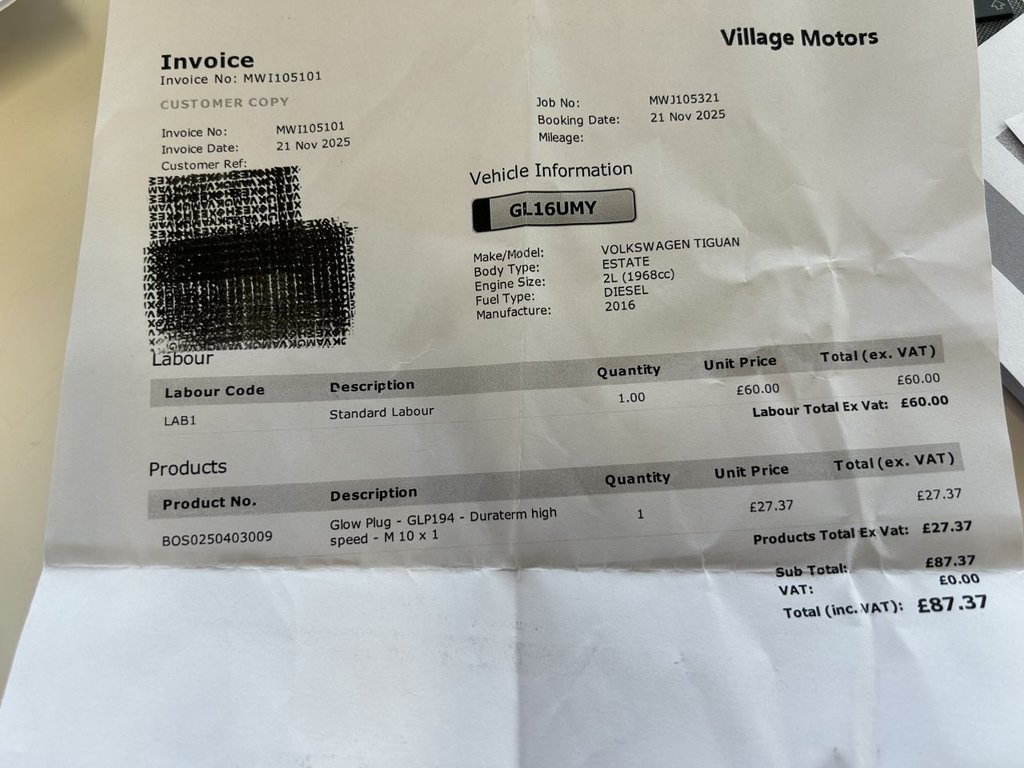 Village Motors
Invoice
Invoice No: MWI105101
CUSTOMER COPY
Invoice No: MWI105101
Invoice Date: 21 Nov 2025
Customer Ref:
Job No: MWJ105321
Booking Date: 21 Nov 2025
Mileage:
Vehicle Information
GL16UMY
Make/Model: VOLKSWAGEN TIGUAN
Body Type: ESTATE
Engine Size: 2L (1968cc)
Fuel Type: DIESEL
Manufacture: 2016
Labour
Labour Code Description Quantity Unit Price Total (ex. VAT)
LAB1 Standard Labour 1.00 £60.00 £60.00
Labour Total Ex Vat: £60.00
Products
Product No. Description Quantity Unit Price Total (ex. VAT)
BOS0250403009 Glow Plug - GLP194 - Duraterm high 1 £27.37 £27.37
speed - M 10 x 1
Products Total Ex Vat: £27.37
Sub Total: £87.37
VAT: £0.00
Total (inc. VAT): £87.37